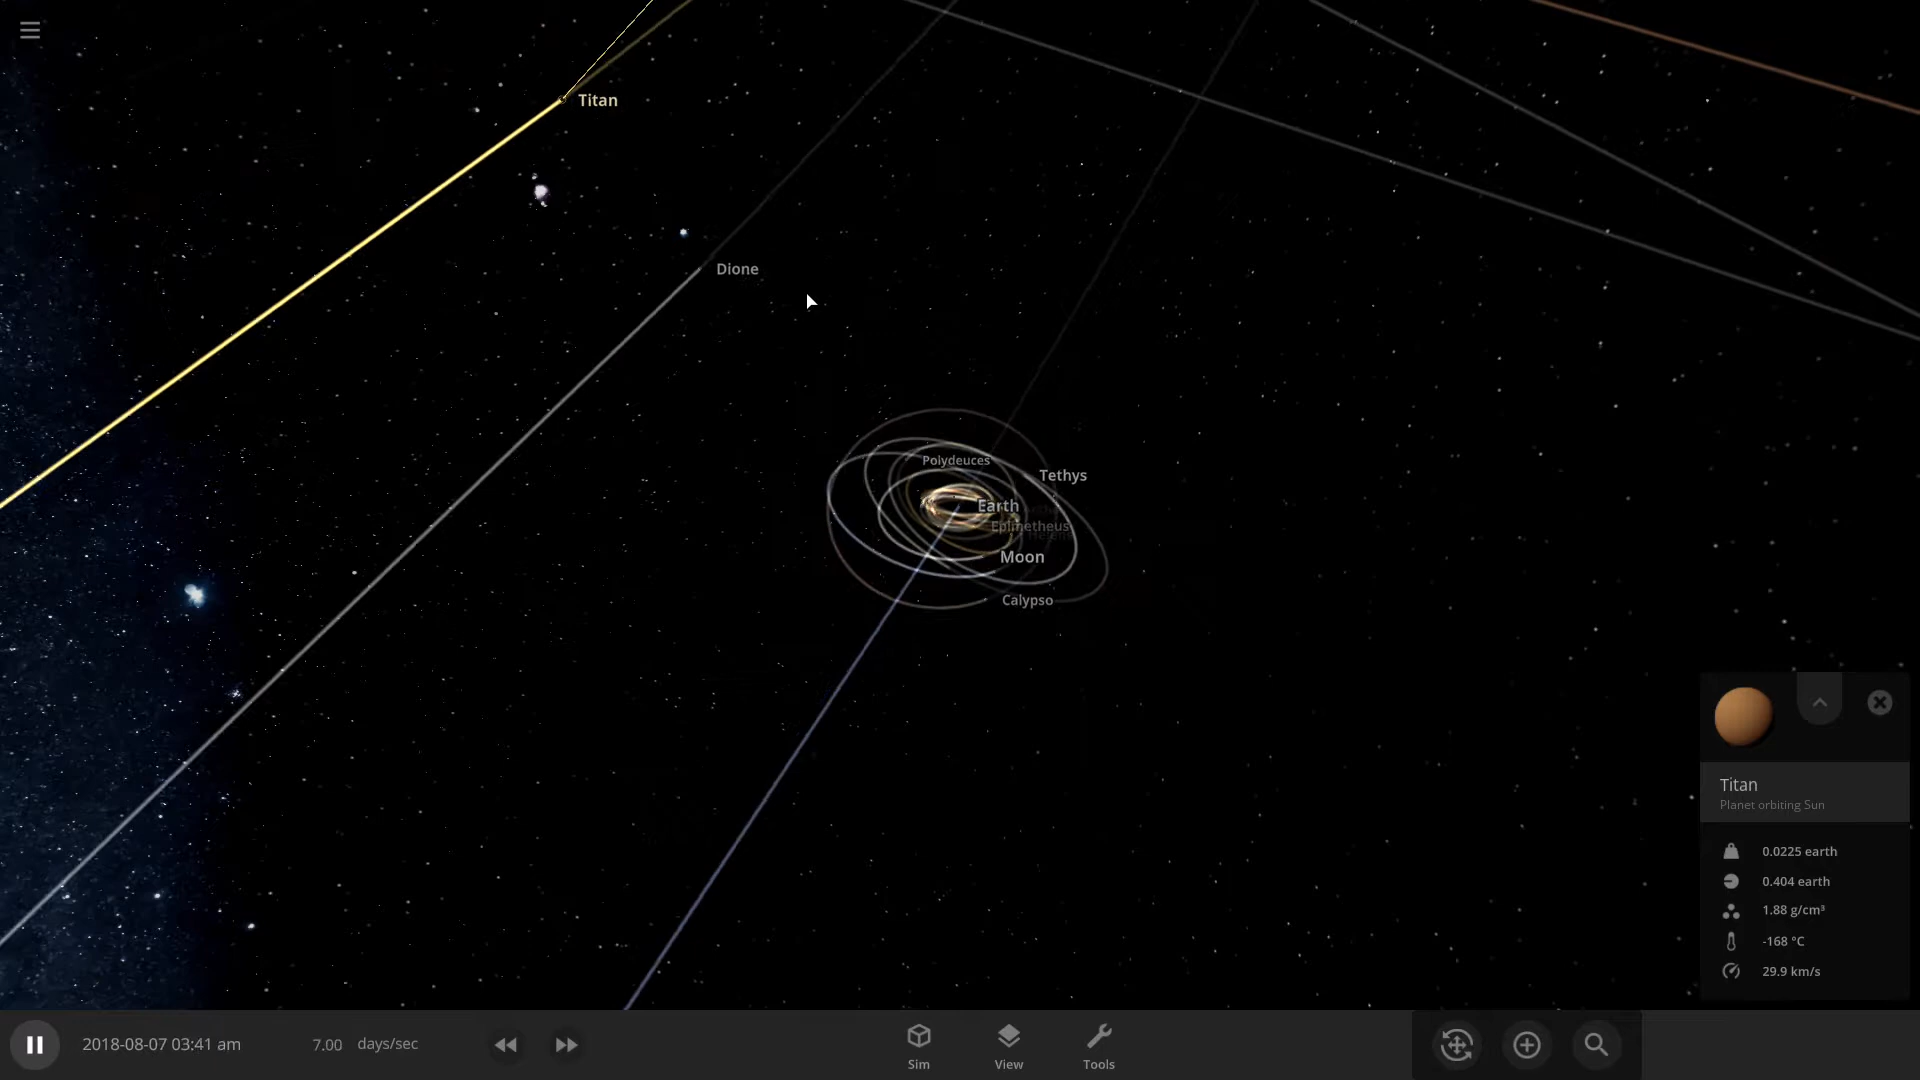 Titan
Dione
Polydeuces
Tethys
Earth
Epimetheus
Helene
Moon
Calypso
Titan
Planet orbiting Sun
0.0225 earth
0.404 earth
1.88 g/cm³
-168 °C
29.9 km/s
2018-08-07 03:41 am
7.00 days/sec
Sim
View
Tools